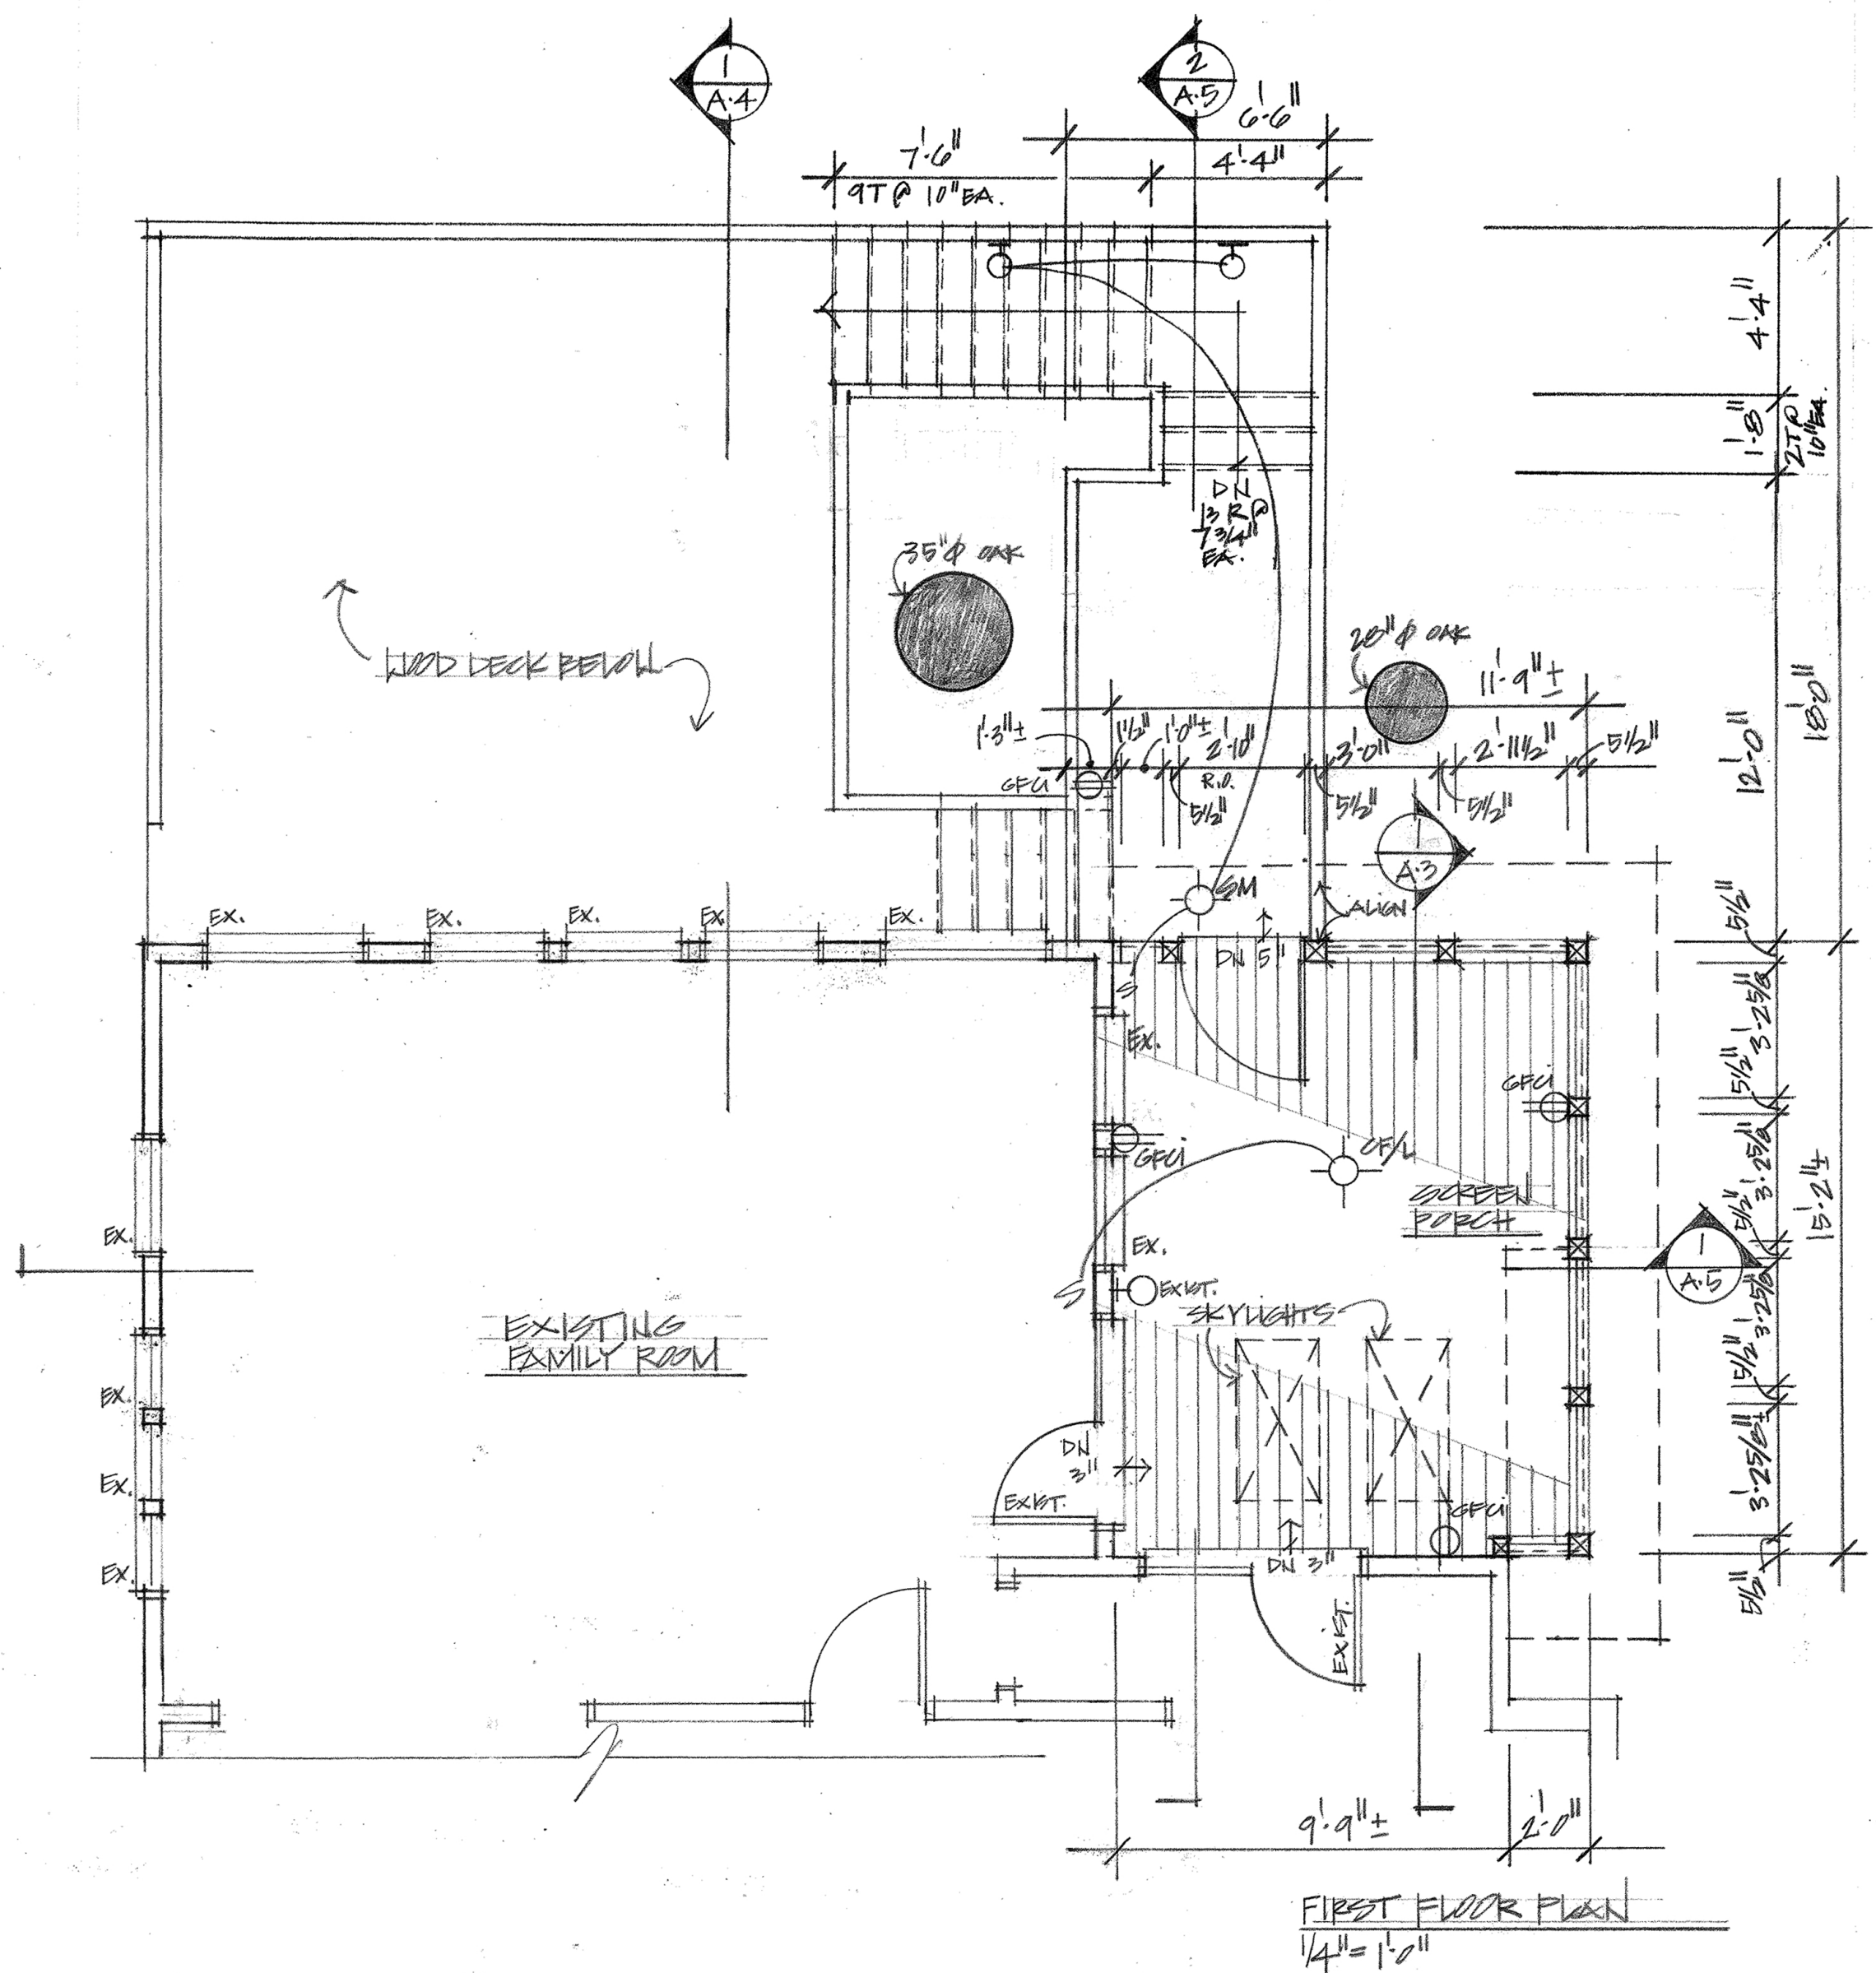 1
A.4
2
A.5
6'-6"
7'-6"
4'-4"
9T @ 10" EA.
4'-4"
1'-8"
2T @
10" EA.
DN
13 R @
7 3/4"
EA.
35" Φ OAK
20" Φ OAK
WOOD DECK BELOW
11'-9" ±
18'-0"
12'-0"
1'-3" ±
1 1/2"
1'-0" ±
2'-10"
R.O.
3'-0"
2'-11 1/2"
5 1/2"
GFCI
5 1/2"
5 1/2"
5 1/2"
1
A.3
SM
ALIGN
EX.
EX.
EX.
EX.
EX.
5 1/2"
DN 5"
S
EX.
3'-2 5/8"
5 1/2"
GFCI
GFCI
CF/L
3'-2 5/8"
5 1/2"
15'-2" ±
SCREEN
PORCH
EX.
EX.
1
A.5
S
EXIST.
SKYLIGHTS
3'-2 5/8"
5 1/2"
EXISTING
FAMILY ROOM
EX.
DN
3"
3'-2 5/8" ±
EX.
EXIST.
GFCI
EX.
DN 3"
5 1/2"
EXIST.
9'-9" ±
2'-0"
FIRST FLOOR PLAN
1/4" = 1'-0"